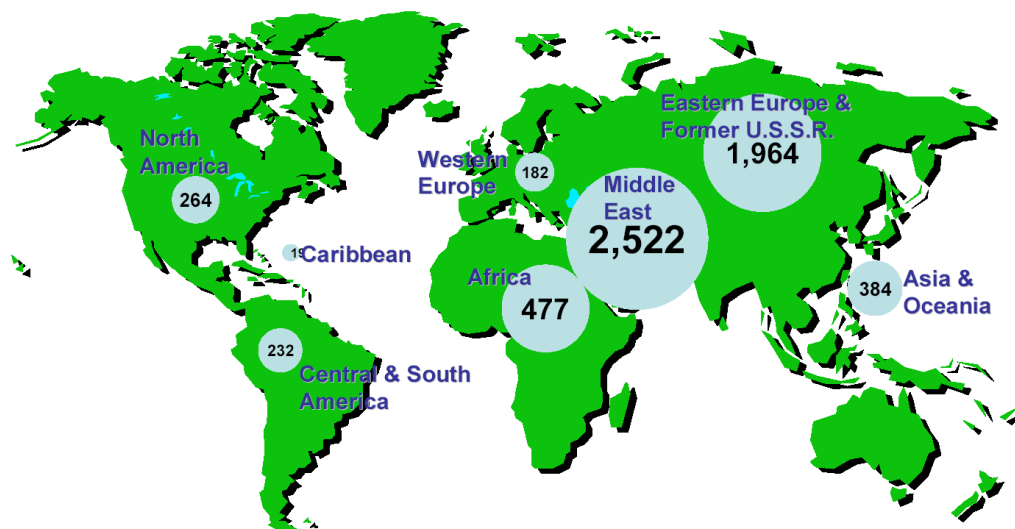 Eastern Europe &
Former U.S.S.R.
1,964
North
America
264
Western
Europe
182
Middle
East
2,522
19
Caribbean
Africa
477
Asia &
Oceania
384
232
Central & South
America